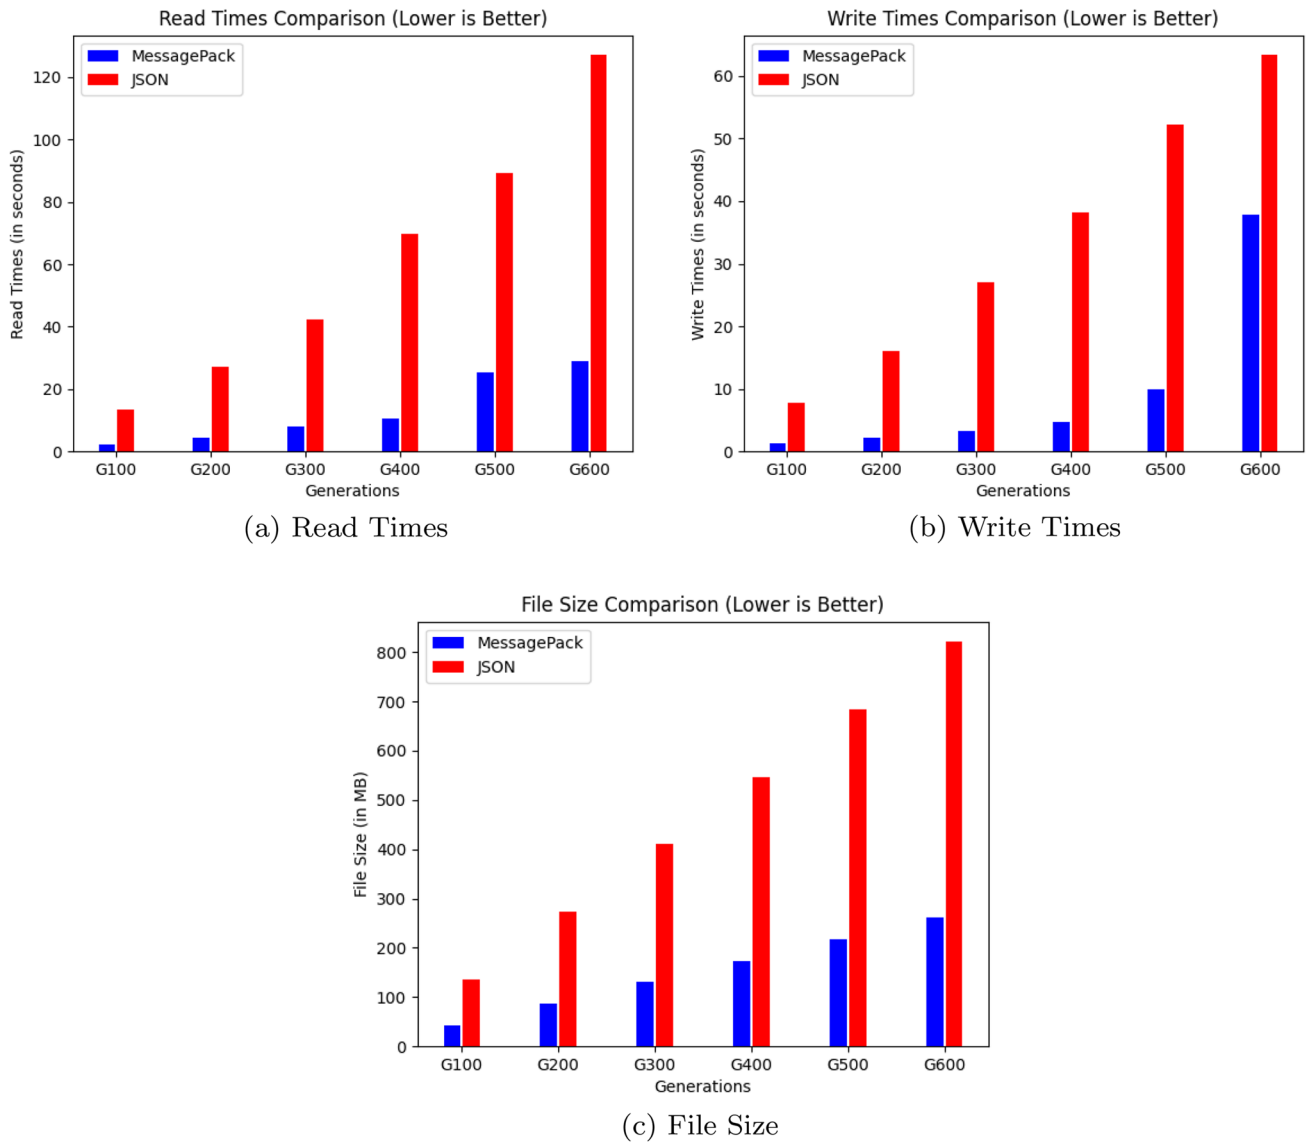 Read Times Comparison (Lower is Better)
MessagePack
JSON
Read Times (in seconds)
120
100
80
60
40
20
0
G100 G200 G300 G400 G500 G600
Generations
(a) Read Times
Write Times Comparison (Lower is Better)
MessagePack
JSON
Write Times (in seconds)
60
50
40
30
20
10
0
G100 G200 G300 G400 G500 G600
Generations
(b) Write Times
File Size Comparison (Lower is Better)
MessagePack
JSON
File Size (in MB)
800
700
600
500
400
300
200
100
0
G100 G200 G300 G400 G500 G600
Generations
(c) File Size